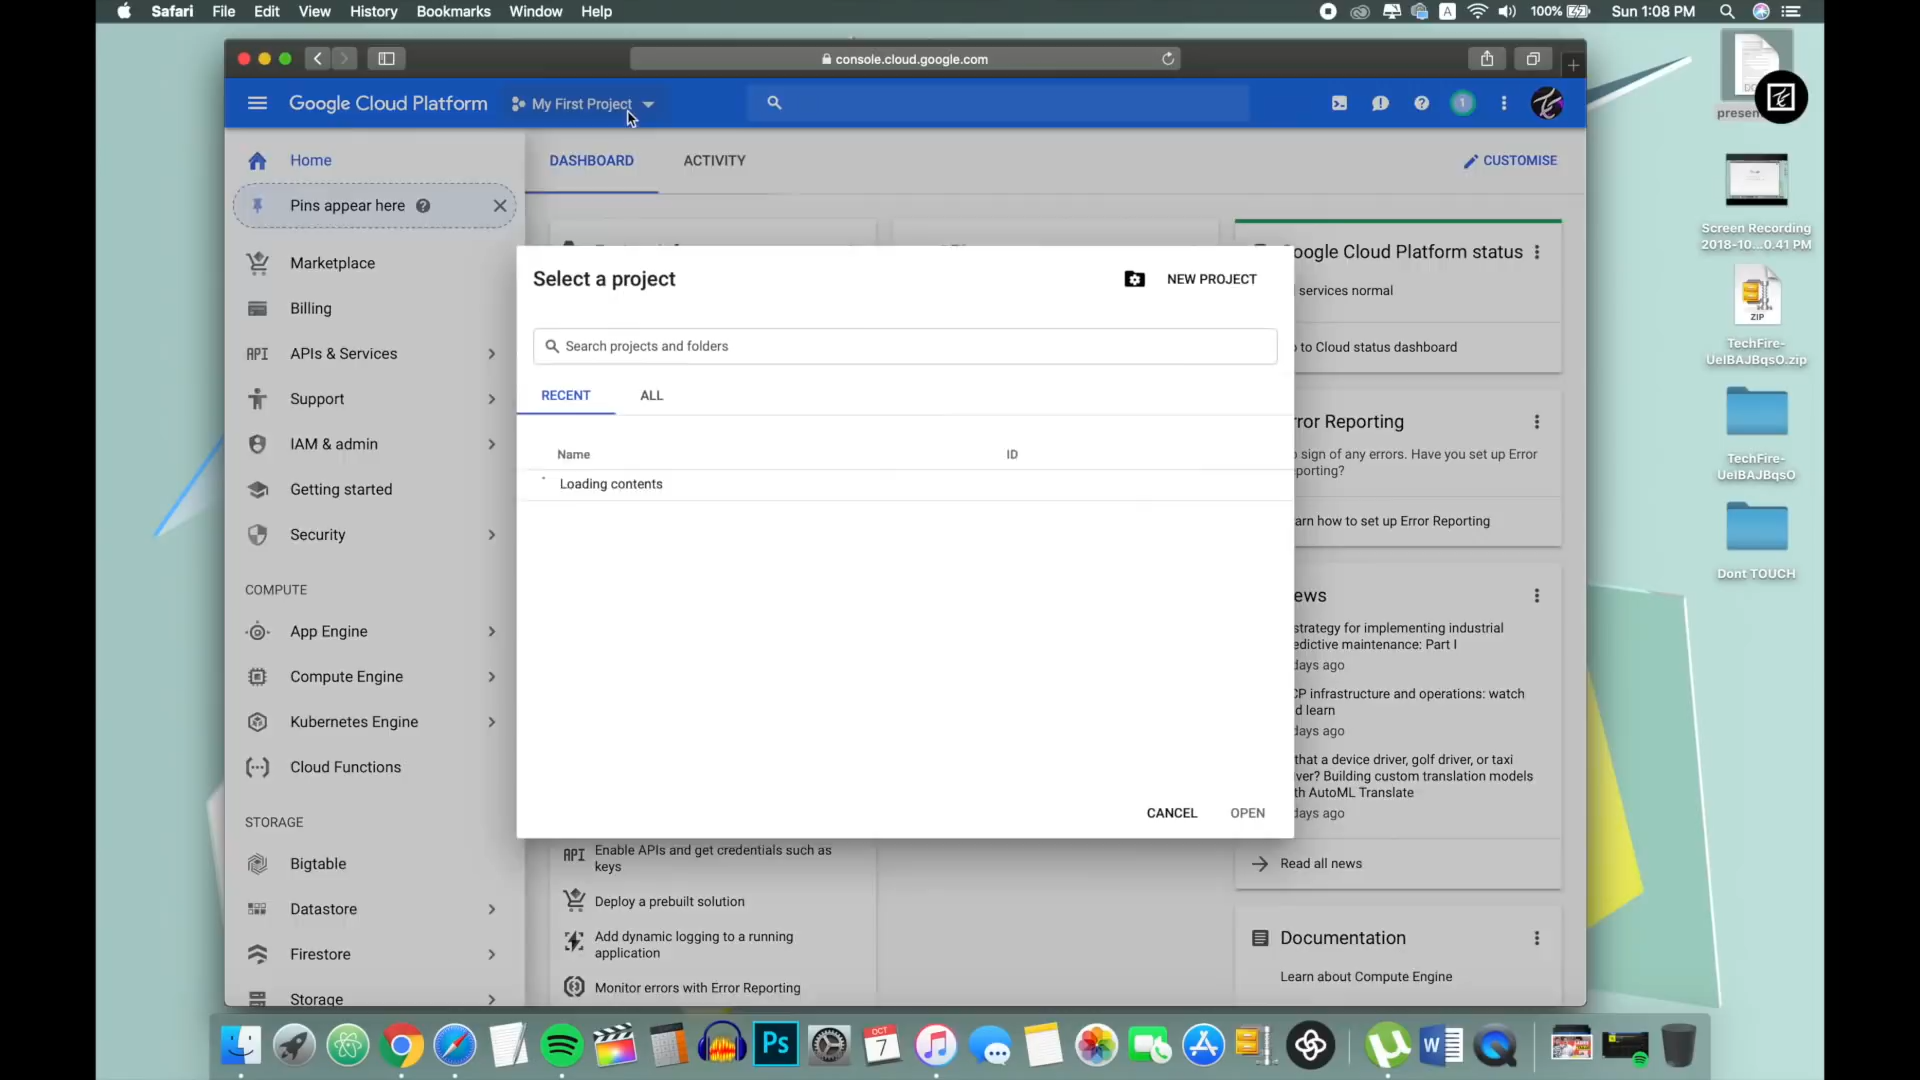 Safari File Edit View History Bookmarks Window Help
A 100% Sun 1:08 PM
console.cloud.google.com
Google Cloud Platform My First Project
1
Home
DASHBOARD ACTIVITY
CUSTOMISE
Pins appear here
Marketplace
Billing
APIs & Services
Support
IAM & admin
Getting started
Security
COMPUTE
App Engine
Compute Engine
Kubernetes Engine
Cloud Functions
STORAGE
Bigtable
Datastore
Firestore
Storage
Select a project
NEW PROJECT
Search projects and folders
RECENT ALL
Name ID
Loading contents
CANCEL OPEN
API Enable APIs and get credentials such as
keys
Deploy a prebuilt solution
Add dynamic logging to a running
application
Monitor errors with Error Reporting
oogle Cloud Platform status
services normal
to Cloud status dashboard
rror Reporting
sign of any errors. Have you set up Error
porting?
arn how to set up Error Reporting
ews
strategy for implementing industrial
edictive maintenance: Part I
days ago
CP infrastructure and operations: watch
d learn
days ago
that a device driver, golf driver, or taxi
ver? Building custom translation models
th AutoML Translate
days ago
Read all news
Documentation
Learn about Compute Engine
presen
Screen Recording
2018-10...0.41 PM
ZIP
TechFire-
UeIBAJBqsO.zip
TechFire-
UeIBAJBqsO
Dont TOUCH
Ps
OCT
7
W